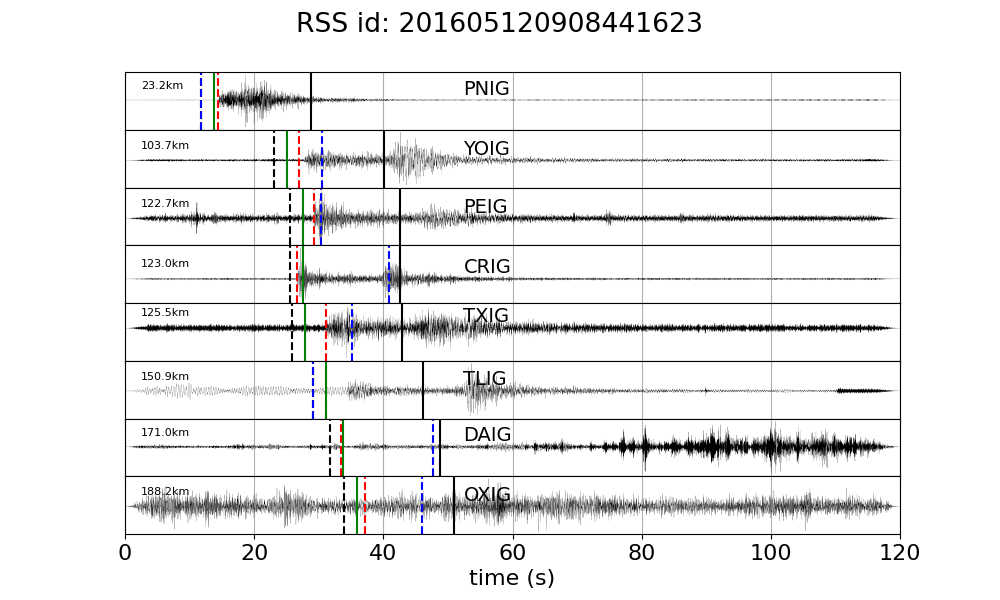 RSS id: 201605120908441623
23.2km PNIG
103.7km YOIG
122.7km PEIG
123.0km CRIG
125.5km TXIG
150.9km TLIG
171.0km DAIG
188.2km OXIG
0 20 40 60 80 100 120
time (s)